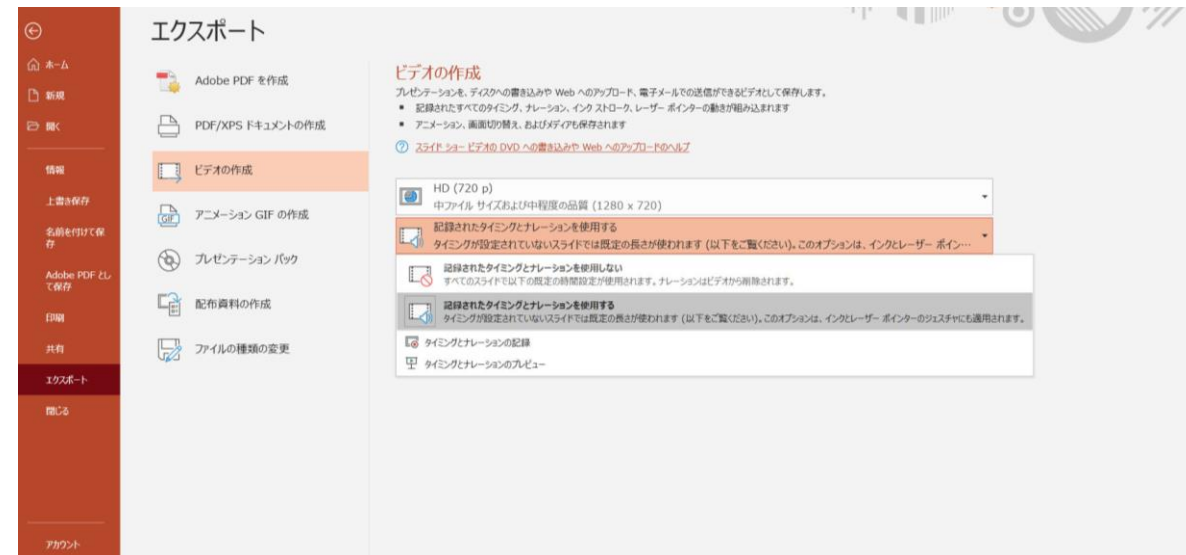 エクスポート
ホーム
新規
開く
情報
上書き保存
名前を付けて保
存
Adobe PDF とし
て保存
印刷
共有
エクスポート
閉じる
アカウント
Adobe PDF を作成
PDF/XPS ドキュメントの作成
ビデオの作成
アニメーション GIF の作成
プレゼンテーション パック
配布資料の作成
ファイルの種類の変更
ビデオの作成
プレゼンテーションを、ディスクへの書き込みや Web へのアップロード、電子メールでの送信ができるビデオとして保存します。
▪ 記録されたすべてのタイミング、ナレーション、インク ストローク、レーザー ポインターの動きが組み込まれます
▪ アニメーション、画面切り替え、およびメディアも保存されます
スライド ショー ビデオの DVD への書き込みや Web へのアップロードのヘルプ
HD (720 p)
中ファイル サイズおよび中程度の品質 (1280 x 720)
記録されたタイミングとナレーションを使用する
タイミングが設定されていないスライドでは既定の長さが使われます (以下をご覧ください)。このオプションは、インクとレーザー ポイン…
記録されたタイミングとナレーションを使用しない
すべてのスライドで以下の既定の時間設定が使用されます。ナレーションはビデオから削除されます。
記録されたタイミングとナレーションを使用する
タイミングが設定されていないスライドでは既定の長さが使われます (以下をご覧ください)。このオプションは、インクとレーザー ポインターのジェスチャにも適用されます。
タイミングとナレーションの記録
タイミングとナレーションのプレビュー